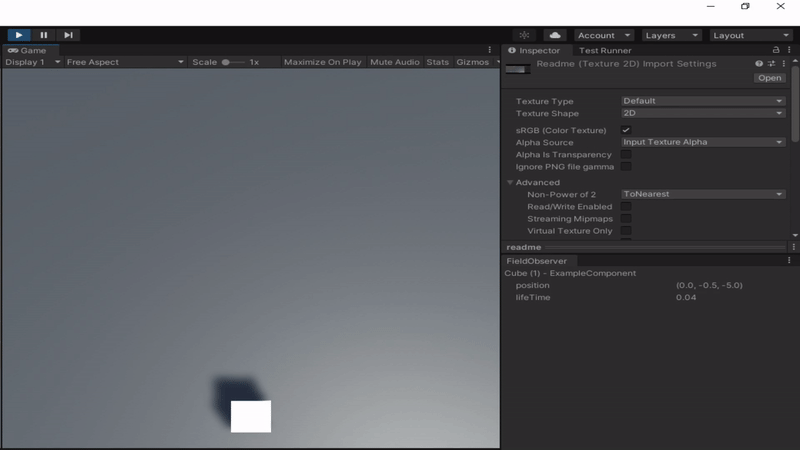 Account Layers Layout
Game
Display 1 Free Aspect Scale 1x Maximize On Play Mute Audio Stats Gizmos
Inspector Test Runner
Readme (Texture 2D) Import Settings
Open
Texture Type Default
Texture Shape 2D
sRGB (Color Texture)
Alpha Source Input Texture Alpha
Alpha Is Transparency
Ignore PNG file gamma
Advanced
Non-Power of 2 ToNearest
Read/Write Enabled
Streaming Mipmaps
Virtual Texture Only
readme
FieldObserver
Cube (1) - ExampleComponent
position (0.0, -0.5, -5.0)
lifeTime 0.04